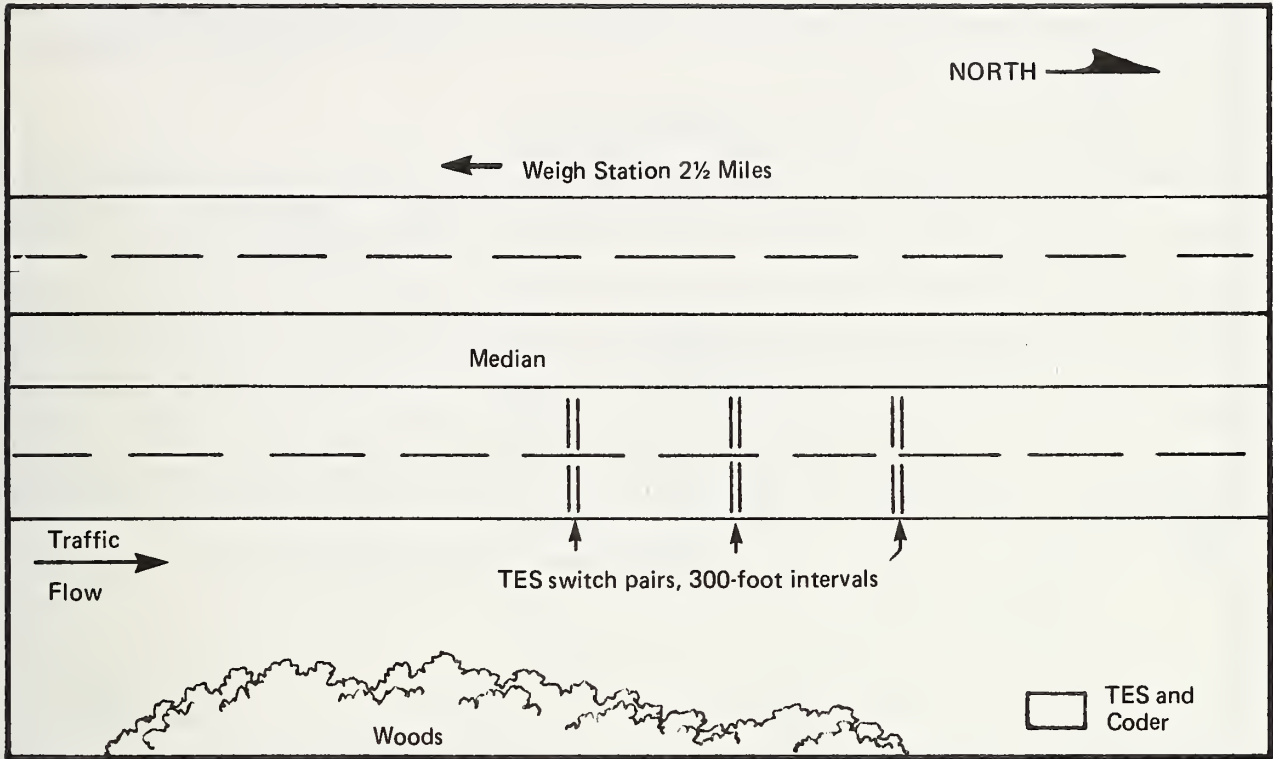 NORTH
Weigh Station 2½ Miles
Median
Traffic
Flow
TES switch pairs, 300-foot intervals
TES and
Coder
Woods